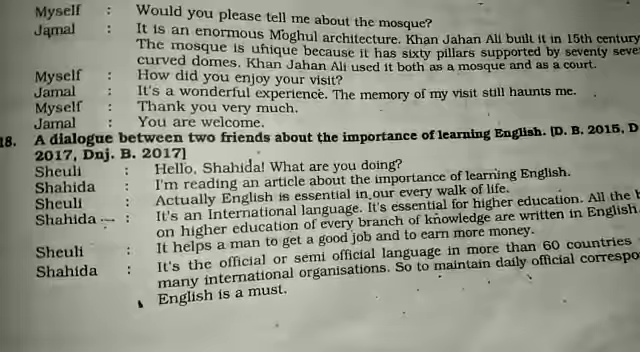 Myself : Would you please tell me about the mosque?
Jamal : It is an enormous Moghul architecture. Khan Jahan Ali built it in 15th century
The mosque is unique because it has sixty pillars supported by seventy seve
curved domes. Khan Jahan Ali used it both as a mosque and as a court.
Myself : How did you enjoy your visit?
Jamal : It's a wonderful experience. The memory of my visit still haunts me.
Myself : Thank you very much.
Jamal : You are welcome.
18. A dialogue between two friends about the importance of learning English. [D. B. 2015, D
2017, Dnj. B. 2017]
Sheuli : Hello, Shahida! What are you doing?
Shahida : I'm reading an article about the importance of learning English.
Sheuli : Actually English is essential in our every walk of life.
Shahida : It's an International language. It's essential for higher education. All the b
on higher education of every branch of knowledge are written in English
Sheuli : It helps a man to get a good job and to earn more money.
Shahida : It's the official or semi official language in more than 60 countries
many international organisations. So to maintain daily official correspo
English is a must.